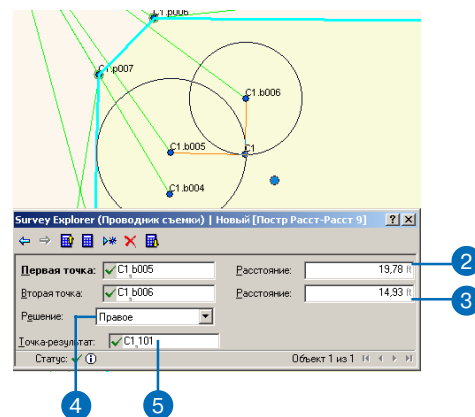 C1.p006
C1.p007
C1.b006
C1.b005
C1
C1.b004
Survey Explorer (Проводник съемки) | Новый [Постр Расст-Расст 9]
Первая точка: C1.b005 Расстояние: 19,78 ft 2
Вторая точка: C1.b006 Расстояние: 14,93 ft 3
Решение: Правое
Точка-результат: C1.101
Статус: Объект 1 из 1
4 5